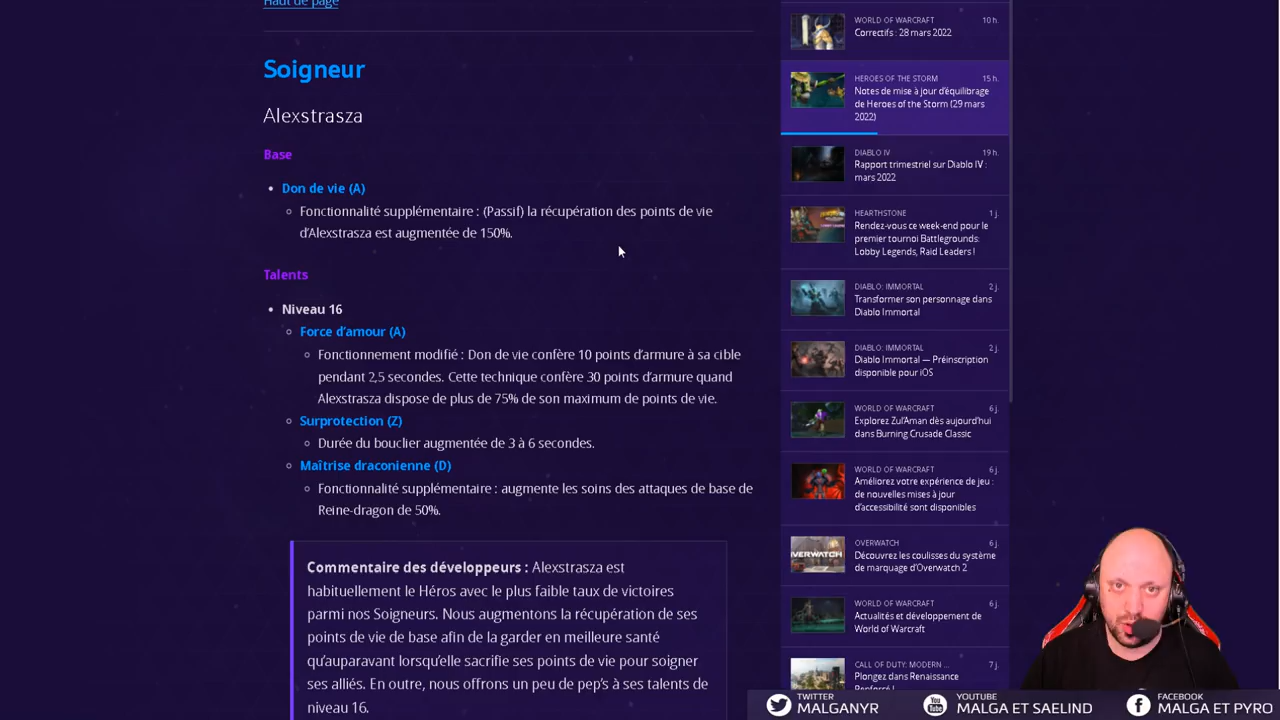 Haut de page
Soigneur
Alexstrasza
Base
Don de vie (A)
Fonctionnalité supplémentaire : (Passif) la récupération des points de vie
d'Alexstrasza est augmentée de 150%.
Talents
Niveau 16
Force d'amour (A)
Fonctionnement modifié : Don de vie confère 10 points d'armure à sa cible
pendant 2,5 secondes. Cette technique confère 30 points d'armure quand
Alexstrasza dispose de plus de 75% de son maximum de points de vie.
Surprotection (Z)
Durée du bouclier augmentée de 3 à 6 secondes.
Maîtrise draconienne (D)
Fonctionnalité supplémentaire : augmente les soins des attaques de base de
Reine-dragon de 50%.
Commentaire des développeurs : Alexstrasza est
habituellement le Héros avec le plus faible taux de victoires
parmi nos Soigneurs. Nous augmentons la récupération de ses
points de vie de base afin de la garder en meilleure santé
qu'auparavant lorsqu'elle sacrifie ses points de vie pour soigner
ses alliés. En outre, nous offrons un peu de pep's à ses talents de
niveau 16.
WORLD OF WARCRAFT 10 h.
Correctifs : 28 mars 2022
HEROES OF THE STORM 15 h.
Notes de mise à jour d'équilibrage
de Heroes of the Storm (29 mars
2022)
DIABLO IV 19 h.
Rapport trimestriel sur Diablo IV :
mars 2022
HEARTHSTONE 1 j.
Rendez-vous ce week-end pour le
premier tournoi Battlegrounds:
Lobby Legends, Raid Leaders !
DIABLO: IMMORTAL 2 j.
Transformer son personnage dans
Diablo Immortal
DIABLO: IMMORTAL 2 j.
Diablo Immortal — Préinscription
disponible pour iOS
WORLD OF WARCRAFT 6 j.
Explorez Zul'Aman dès aujourd'hui
dans Burning Crusade Classic
WORLD OF WARCRAFT 6 j.
Améliorez votre expérience de jeu :
de nouvelles mises à jour
d'accessibilité sont disponibles
OVERWATCH 6 j.
Découvrez les coulisses du système
de marquage d'Overwatch 2
WORLD OF WARCRAFT 6 j.
Actualités et développement de
World of Warcraft
CALL OF DUTY: MODERN ... 7 j.
Plongez dans Renaissance
Renforcé !
TWITTER
MALGANYR
YOUTUBE
MALGA ET SAELIND
FACEBOOK
MALGA ET PYRO